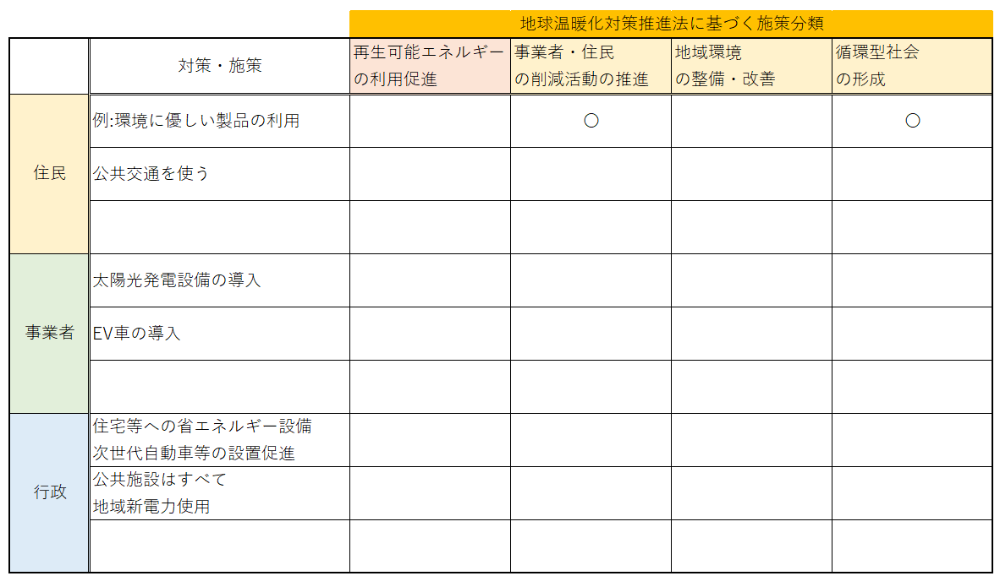 地球温暖化対策推進法に基づく施策分類
対策・施策
再生可能エネルギー
の利用促進
事業者・住民
の削減活動の推進
地域環境
の整備・改善
循環型社会
の形成
住民
例:環境に優しい製品の利用
〇
〇
公共交通を使う
事業者
太陽光発電設備の導入
EV車の導入
行政
住宅等への省エネルギー設備
次世代自動車等の設置促進
公共施設はすべて
地域新電力使用